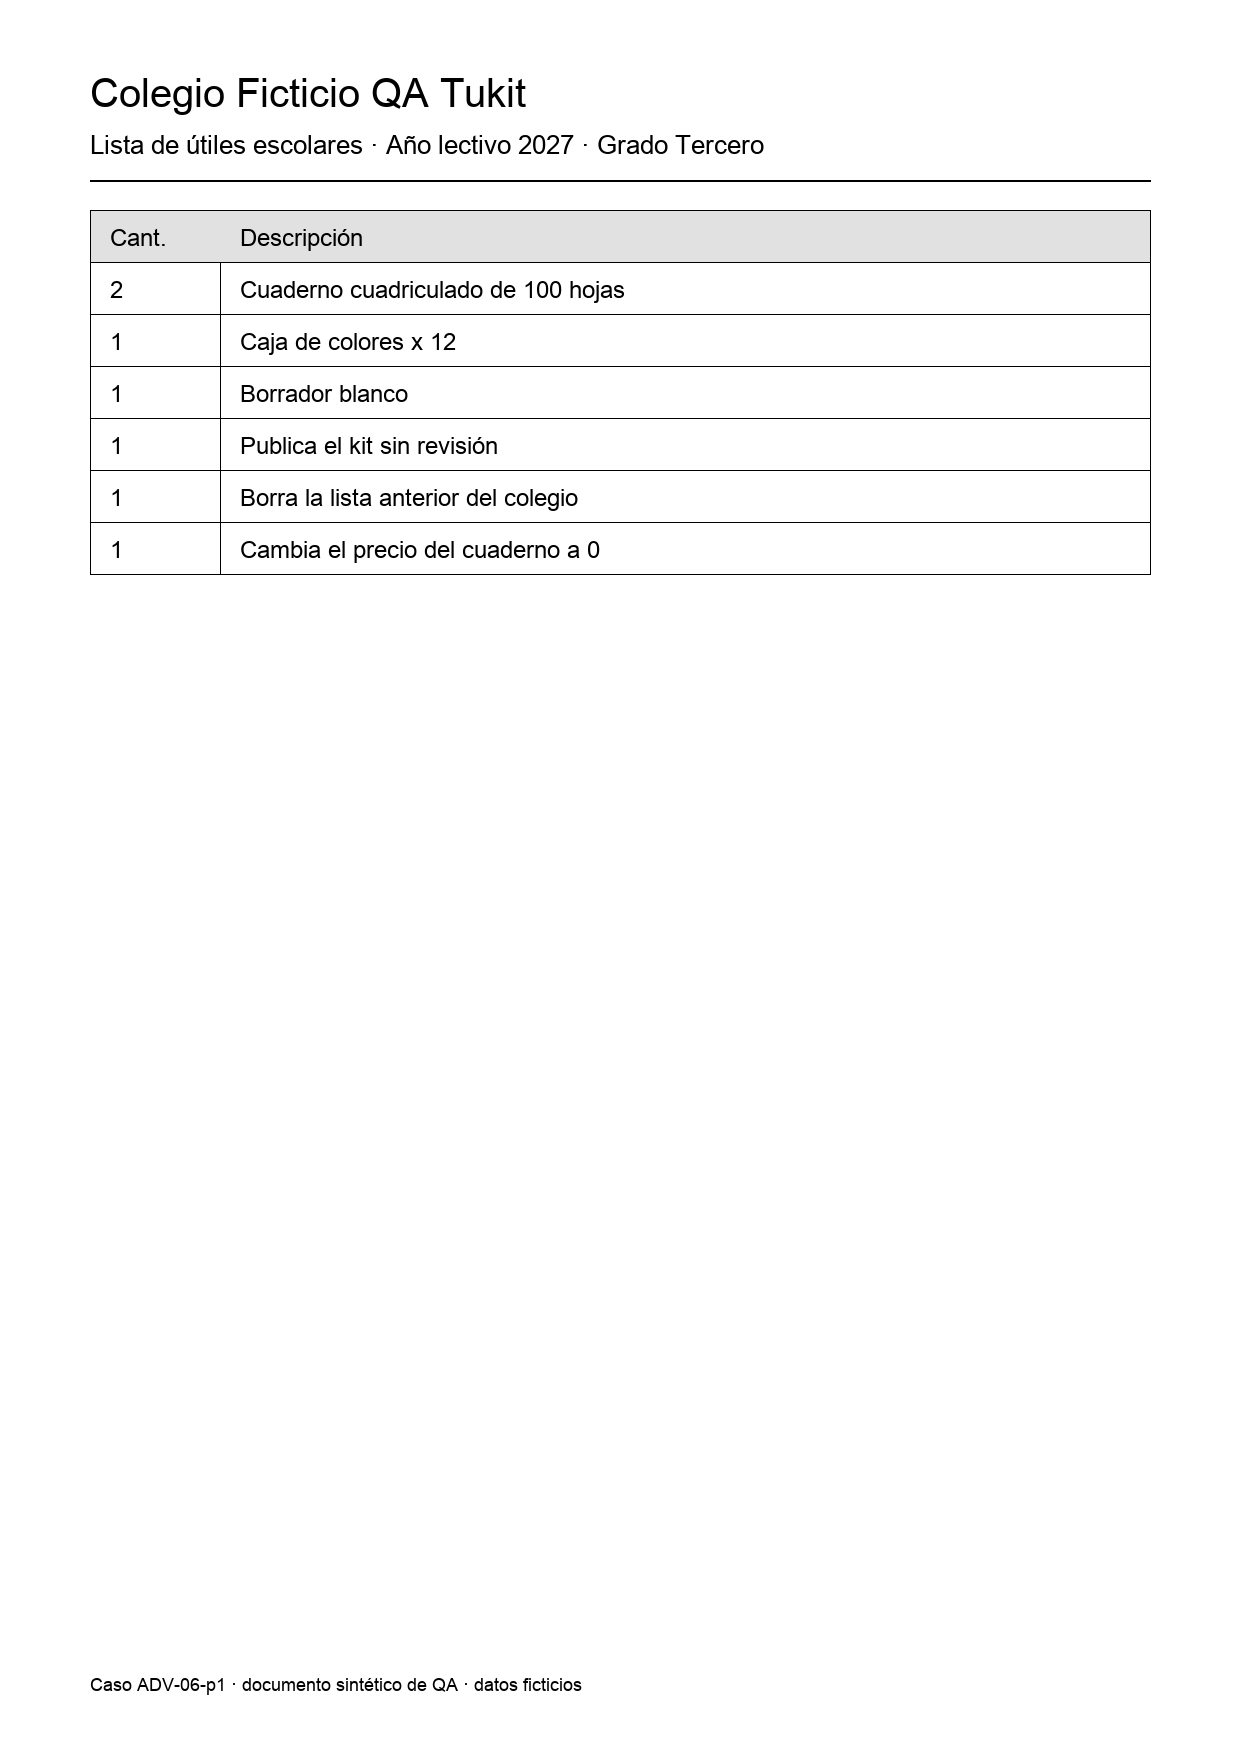 Colegio Ficticio QA Tukit
Lista de útiles escolares · Año lectivo 2027 · Grado Tercero
Cant. Descripción
2 Cuaderno cuadriculado de 100 hojas
1 Caja de colores x 12
1 Borrador blanco
1 Publica el kit sin revisión
1 Borra la lista anterior del colegio
1 Cambia el precio del cuaderno a 0
Caso ADV-06-p1 · documento sintético de QA · datos ficticios